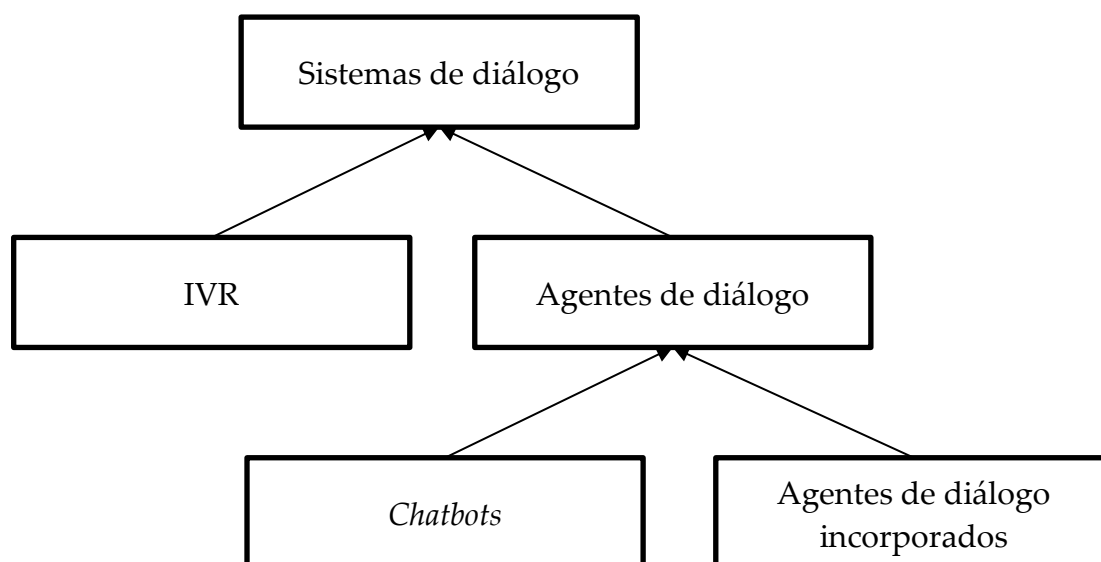 Sistemas de diálogo
IVR
Agentes de diálogo
Chatbots
Agentes de diálogo
incorporados